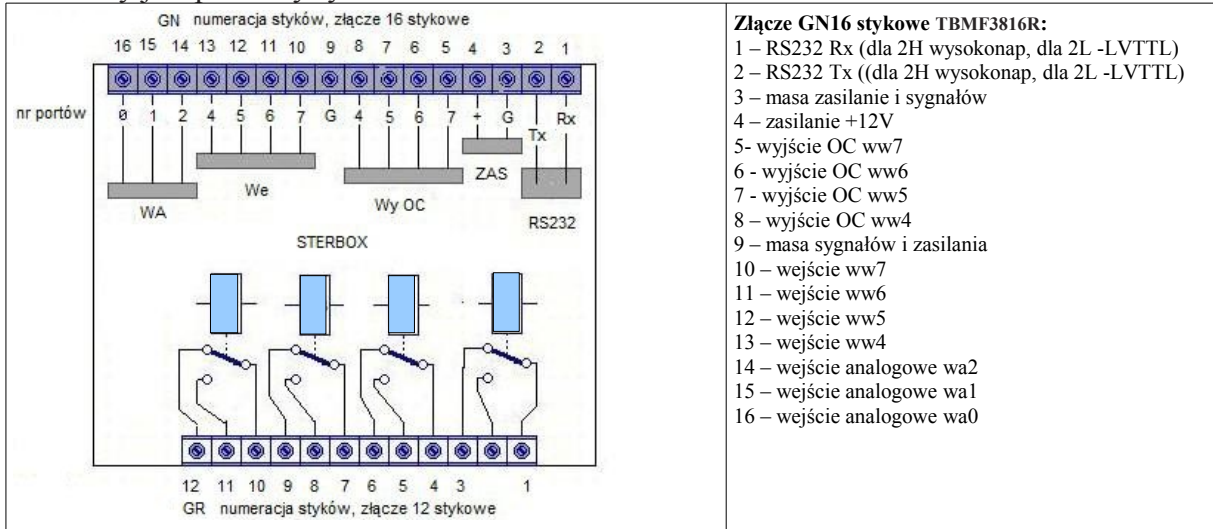 GN numeracja styków, złącze 16 stykowe
16 15 14 13 12 11 10 9 8 7 6 5 4 3 2 1
nr portów
0 1 2 4 5 6 7 G 4 5 6 7 + G Tx Rx
WA
We
Wy OC
ZAS
RS232
STERBOX
12 11 10 9 8 7 6 5 4 3 1
GR numeracja styków, złącze 12 stykowe
Złącze GN16 stykowe TBMF3816R:
1 – RS232 Rx (dla 2H wysokonap, dla 2L -LVTTL)
2 – RS232 Tx ((dla 2H wysokonap, dla 2L -LVTTL)
3 – masa zasilanie i sygnałów
4 – zasilanie +12V
5- wyjście OC ww7
6 - wyjście OC ww6
7 - wyjście OC ww5
8 – wyjście OC ww4
9 – masa sygnałów i zasilania
10 – wejście ww7
11 – wejście ww6
12 – wejście ww5
13 – wejście ww4
14 – wejście analogowe wa2
15 – wejście analogowe wa1
16 – wejście analogowe wa0